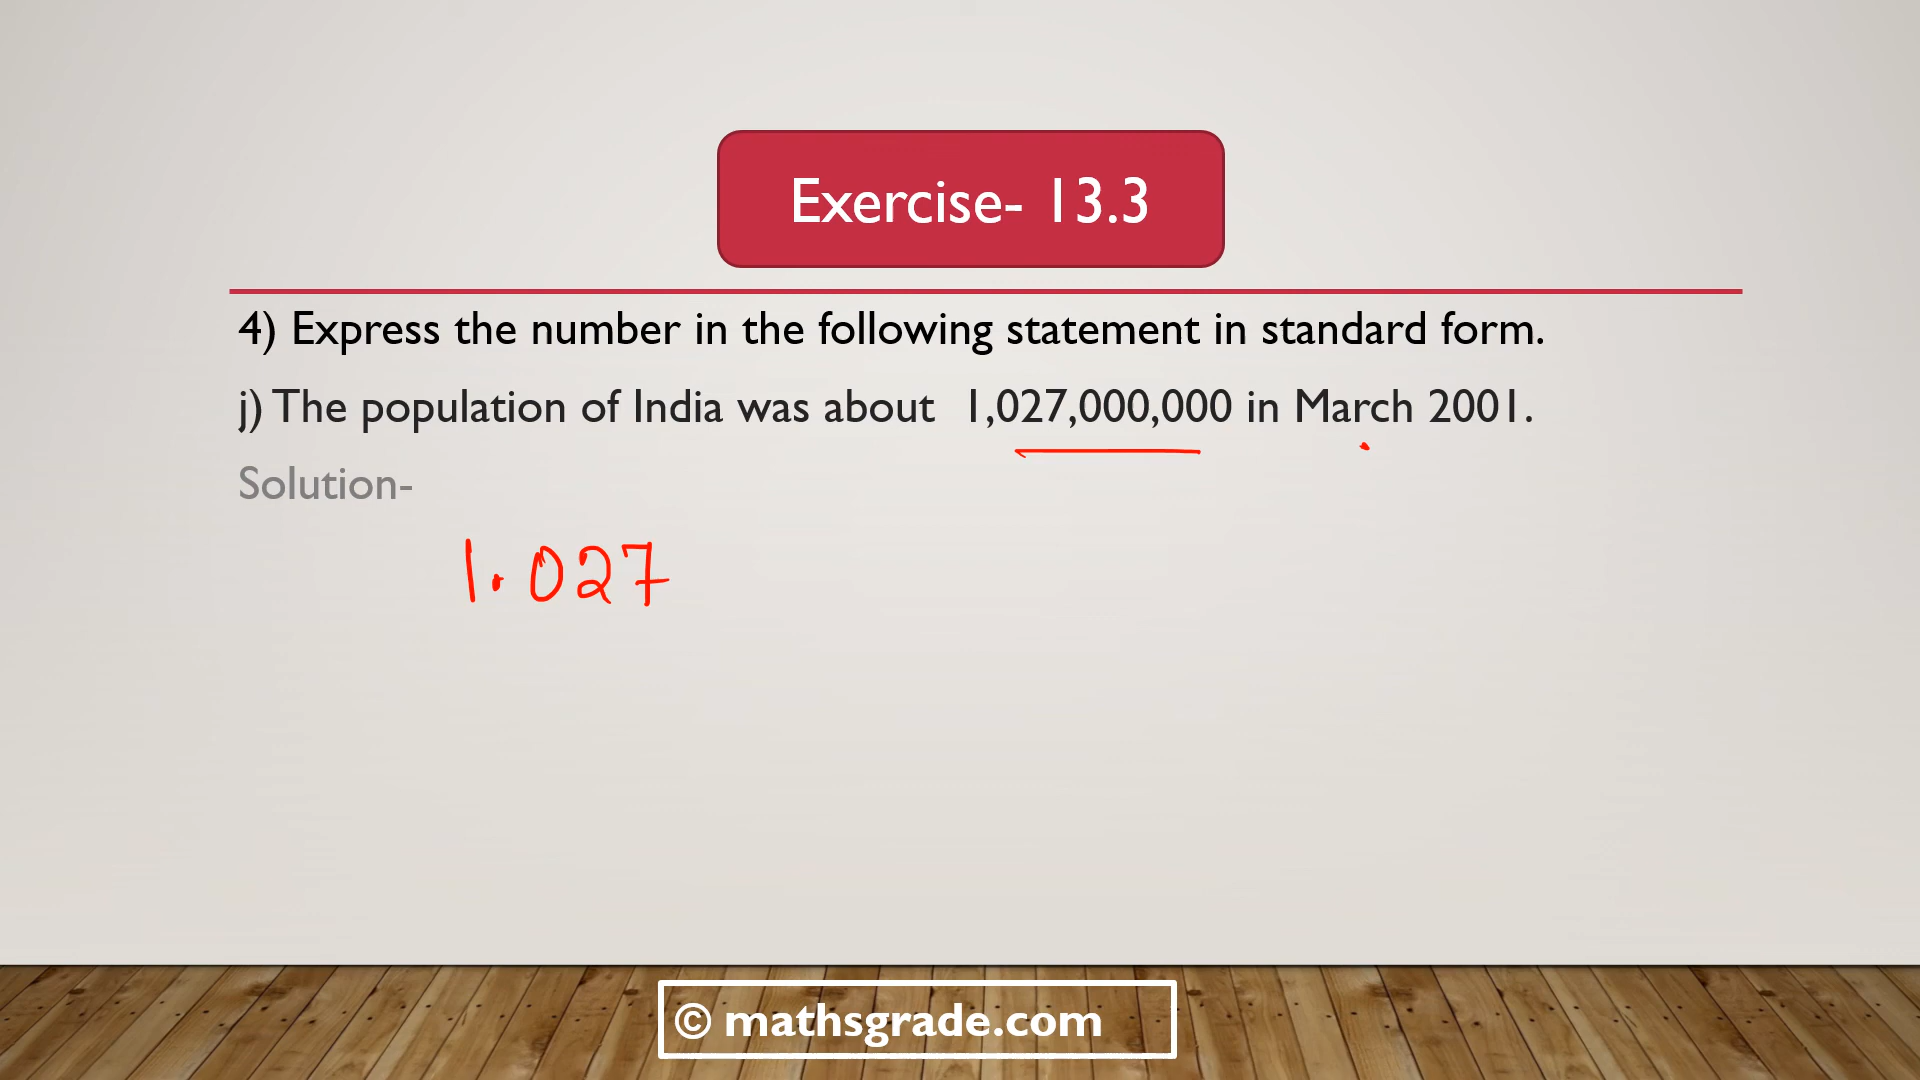 Exercise- 13.3
4) Express the number in the following statement in standard form.
j) The population of India was about 1,027,000,000 in March 2001.
Solution-
1.027
© mathsgrade.com